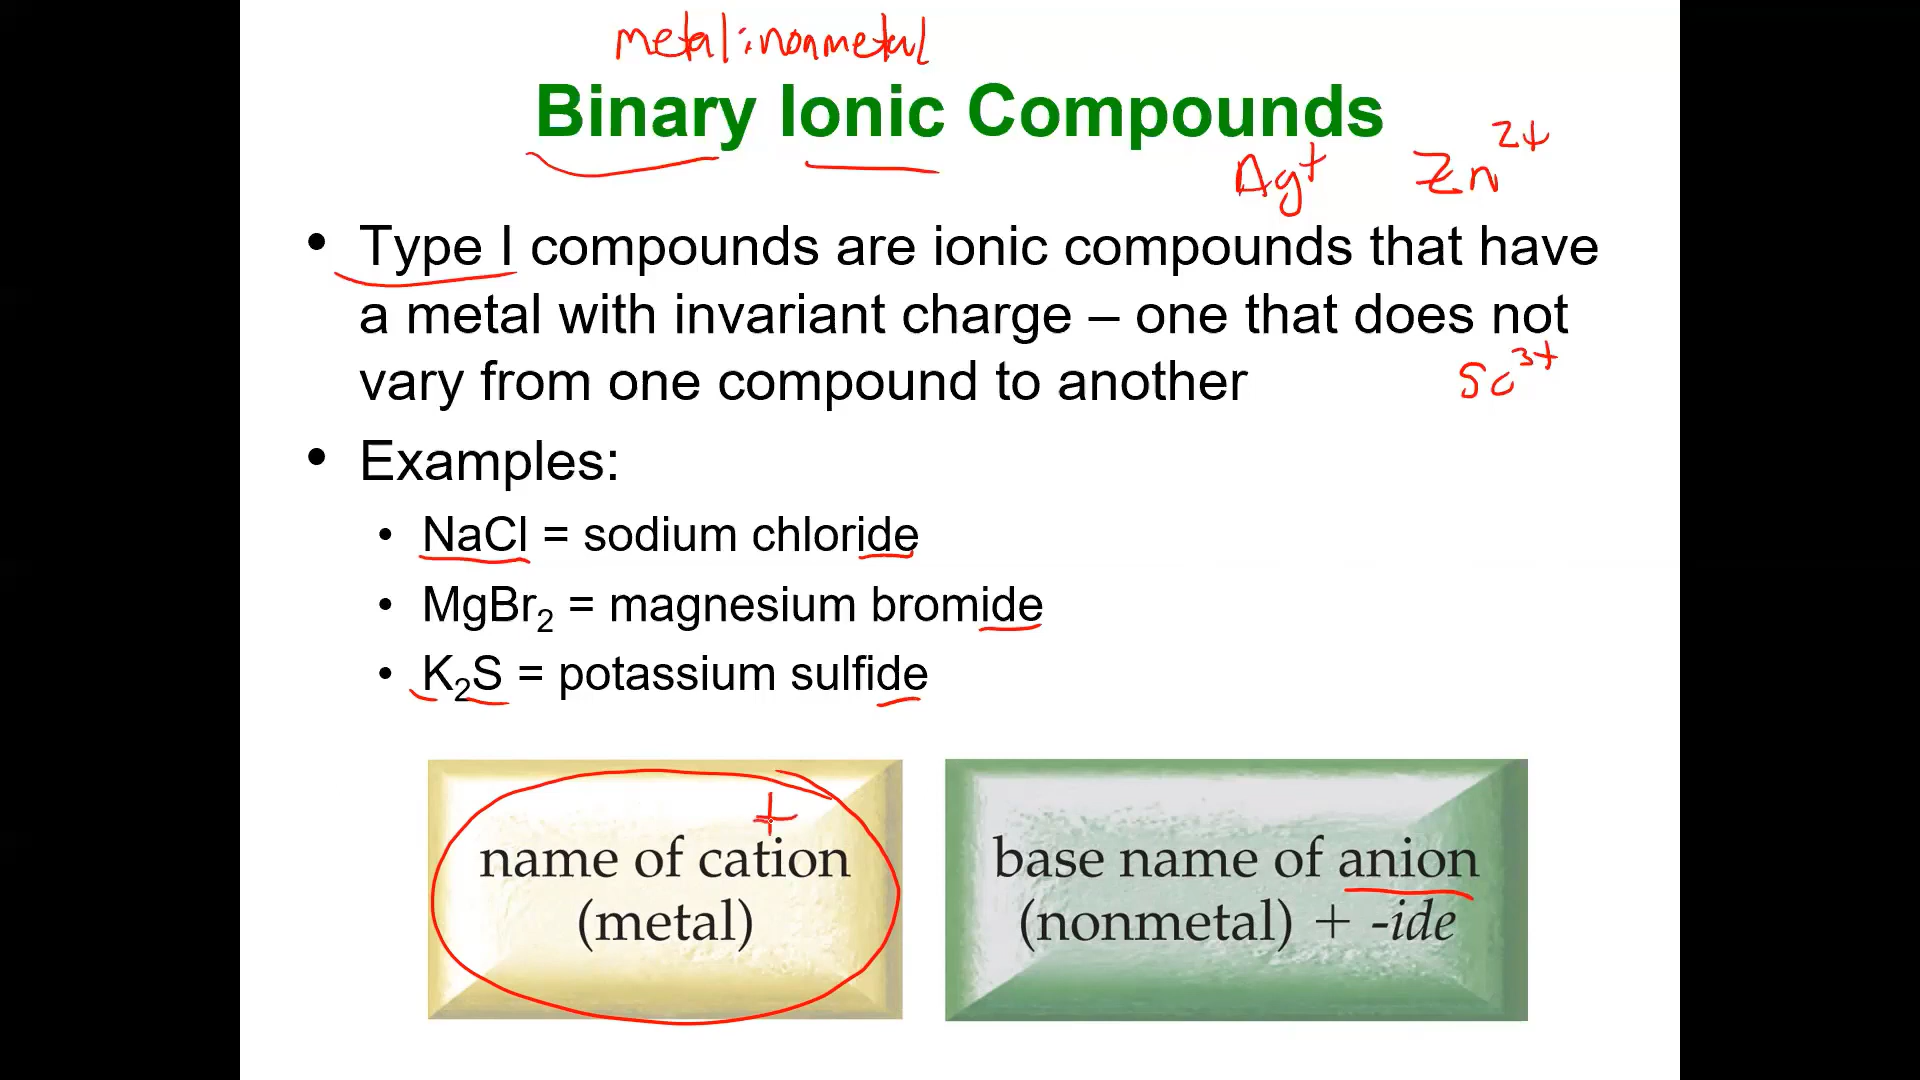 metal : nonmetal
Binary Ionic Compounds
Ag⁺ Zn²⁺
• Type I compounds are ionic compounds that have
a metal with invariant charge – one that does not
vary from one compound to another
Sc³⁺
• Examples:
• NaCl = sodium chloride
• MgBr₂ = magnesium bromide
• K₂S = potassium sulfide
+
name of cation
(metal)
base name of anion
(nonmetal) + -ide